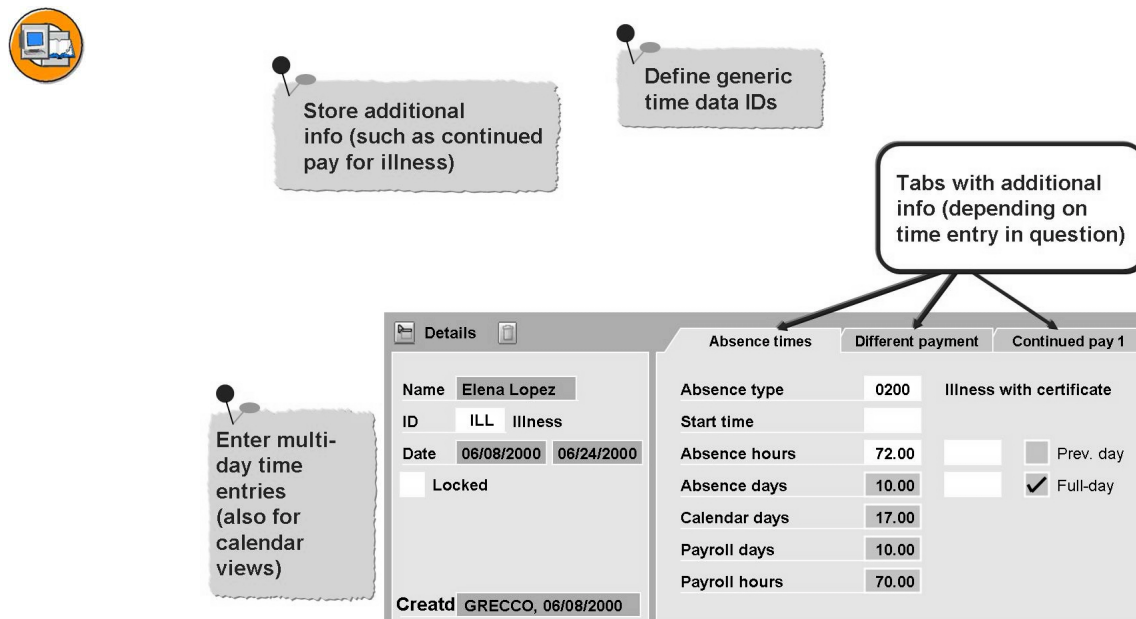 Store additional
info (such as continued
pay for illness)
Define generic
time data IDs
Tabs with additional
info (depending on
time entry in question)
Enter multi-
day time
entries
(also for
calendar
views)
Details
Name Elena Lopez
ID ILL Illness
Date 06/08/2000 06/24/2000
Locked
Creatd GRECCO, 06/08/2000
Absence times Different payment Continued pay 1
Absence type 0200 Illness with certificate
Start time
Absence hours 72.00 Prev. day
Absence days 10.00 Full-day
Calendar days 17.00
Payroll days 10.00
Payroll hours 70.00